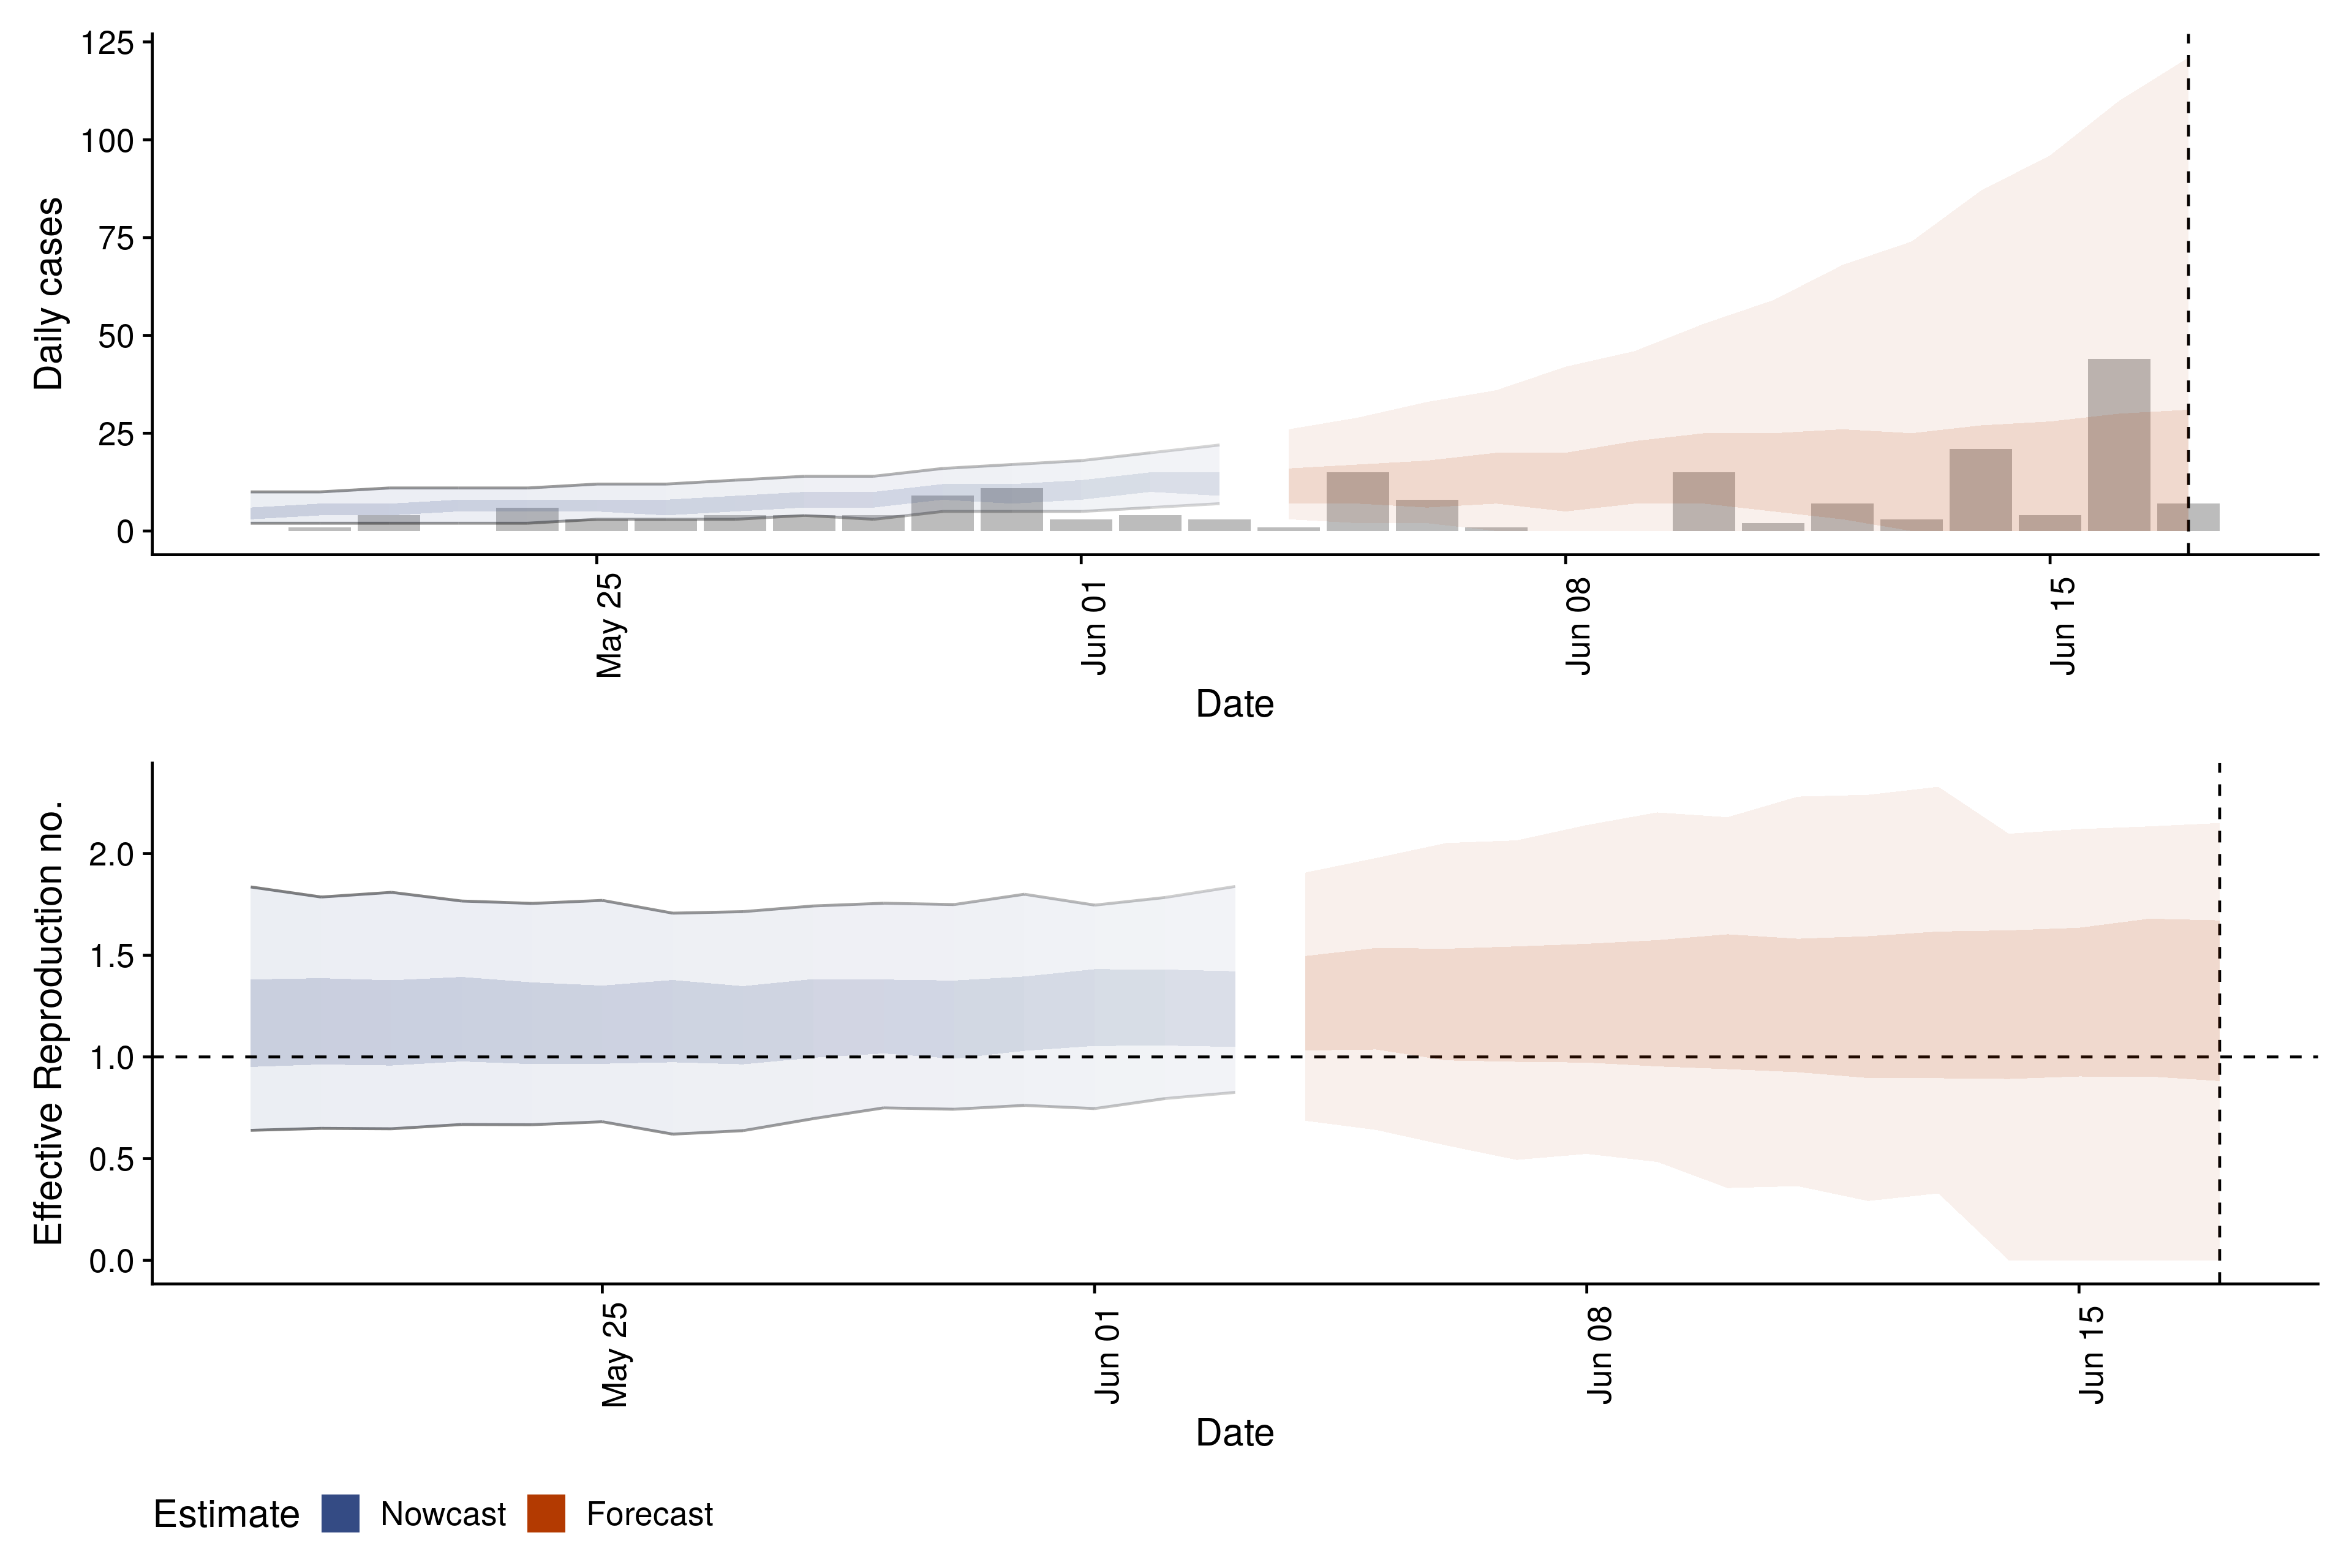 125
100
75
50
25
0
Daily cases
May 25
Jun 01
Jun 08
Jun 15
Date
2.0
1.5
1.0
0.5
0.0
Effective Reproduction no.
May 25
Jun 01
Jun 08
Jun 15
Date
Estimate Nowcast Forecast